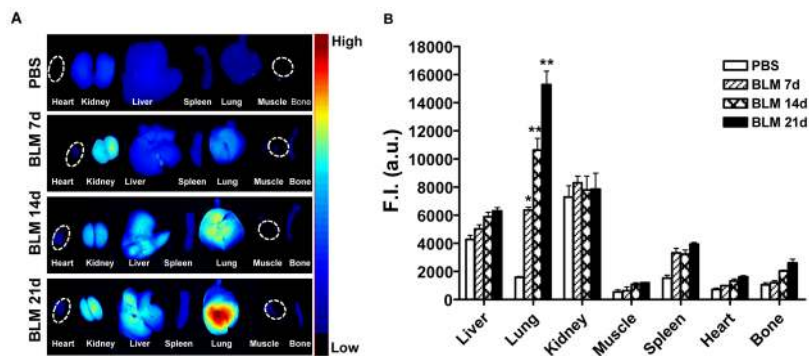 A
PBS
Heart Kidney Liver Spleen Lung Muscle Bone
BLM 7d
Heart Kidney Liver Spleen Lung Muscle Bone
BLM 14d
Heart Kidney Liver Spleen Lung Muscle Bone
BLM 21d
Heart Kidney Liver Spleen Lung Muscle Bone
High
Low
B
F.I. (a.u.)
18000
16000
14000
12000
10000
8000
6000
4000
2000
0
*
**
**
PBS
BLM 7d
BLM 14d
BLM 21d
Liver
Lung
Kidney
Muscle
Spleen
Heart
Bone